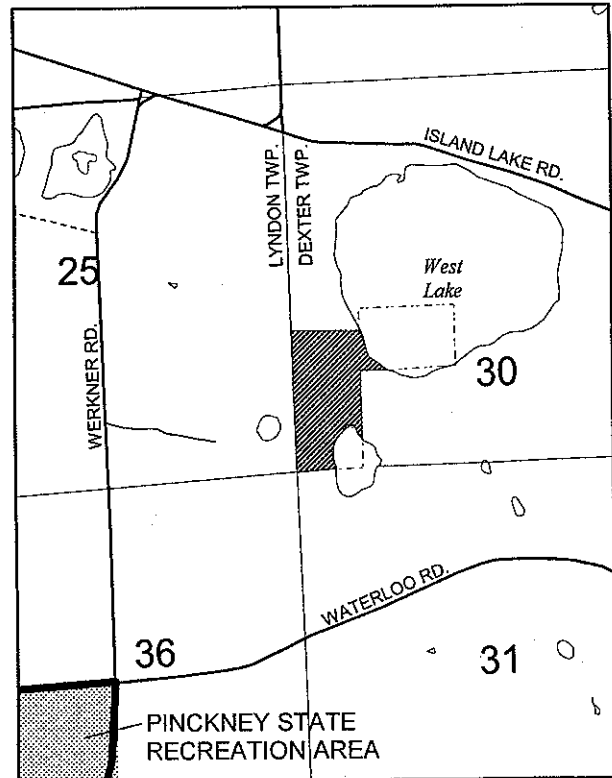 ISLAND LAKE RD.
LYNDON TWP.
DEXTER TWP.
West
Lake
25
30
WERKNER RD.
WATERLOO RD.
36
31
PINCKNEY STATE
RECREATION AREA